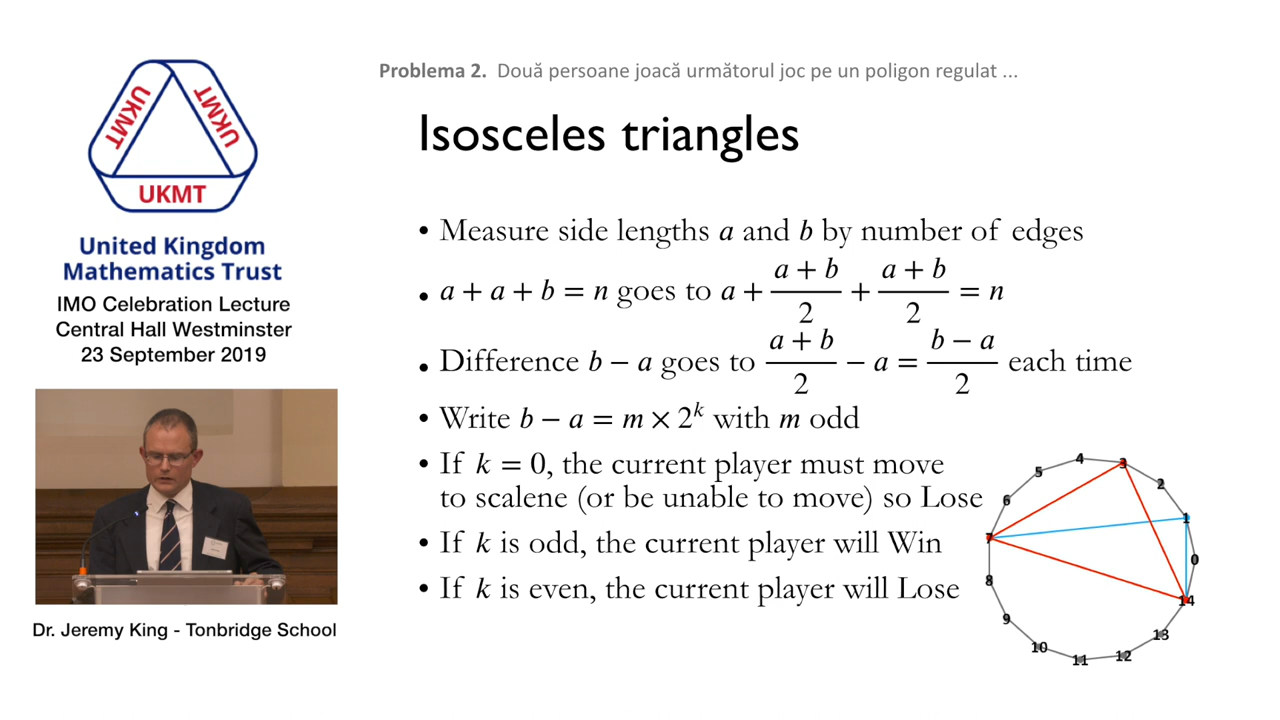 UKMT
UKMT
UKMT
United Kingdom
Mathematics Trust
IMO Celebration Lecture
Central Hall Westminster
23 September 2019
Dr. Jeremy King - Tonbridge School
Problema 2. Două persoane joacă următorul joc pe un poligon regulat ...
Isosceles triangles
• Measure side lengths a and b by number of edges
• a + a + b = n goes to a + \frac{a + b}{2} + \frac{a + b}{2} = n
• Difference b − a goes to \frac{a + b}{2} − a = \frac{b − a}{2} each time
• Write b − a = m × 2^k with m odd
• If k = 0, the current player must move
to scalene (or be unable to move) so Lose
• If k is odd, the current player will Win
• If k is even, the current player will Lose
4
3
5
2
6
1
7
0
8
14
9
13
10
12
11